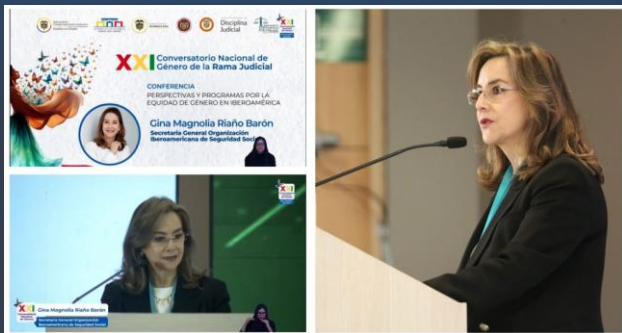 Disciplina
Judicial
XXI Conversatorio Nacional de
Género de la Rama Judicial
CONFERENCIA
PERSPECTIVAS Y PROGRAMAS POR LA
EQUIDAD DE GÉNERO EN IBEROAMÉRICA
Gina Magnolia Riaño Barón
Secretaria General Organización
Iberoamericana de Seguridad Social
XXI
XXI
Gina Magnolia Riaño Barón
Secretaria General Organización
Iberoamericana de Seguridad Social